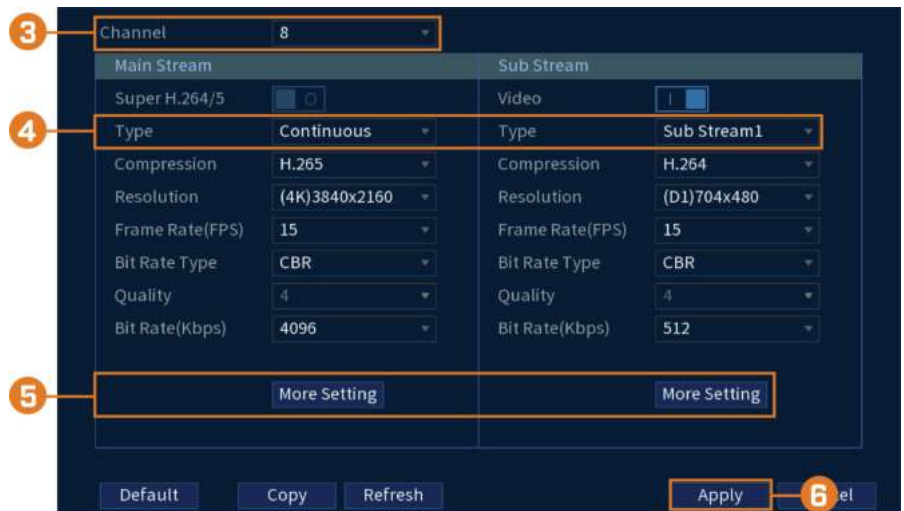 3 Channel 8
Main Stream Sub Stream
Super H.264/5 O Video I
4 Type Continuous Type Sub Stream1
Compression H.265 Compression H.264
Resolution (4K)3840x2160 Resolution (D1)704x480
Frame Rate(FPS) 15 Frame Rate(FPS) 15
Bit Rate Type CBR Bit Rate Type CBR
Quality 4 Quality 4
Bit Rate(Kbps) 4096 Bit Rate(Kbps) 512
5 More Setting More Setting
Default Copy Refresh Apply 6